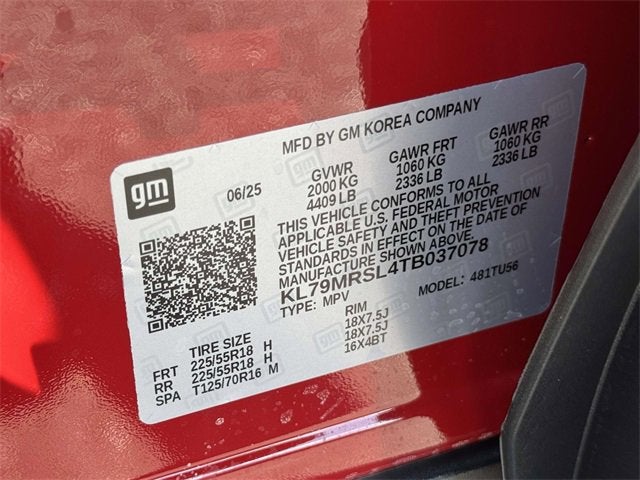 MFD BY GM KOREA COMPANY
gm
06/25
GVWR GAWR FRT GAWR RR
2000 KG 1060 KG 1060 KG
4409 LB 2336 LB 2336 LB
THIS VEHICLE CONFORMS TO ALL
APPLICABLE U.S. FEDERAL MOTOR
VEHICLE SAFETY AND THEFT PREVENTION
STANDARDS IN EFFECT ON THE DATE OF
MANUFACTURE SHOWN ABOVE.
KL79MRSL4TB037078
TYPE: MPV MODEL: 481TU56
TIRE SIZE RIM
FRT 225/55R18 H 18X7.5J
RR 225/55R18 H 18X7.5J
SPA T125/70R16 M 16X4BT